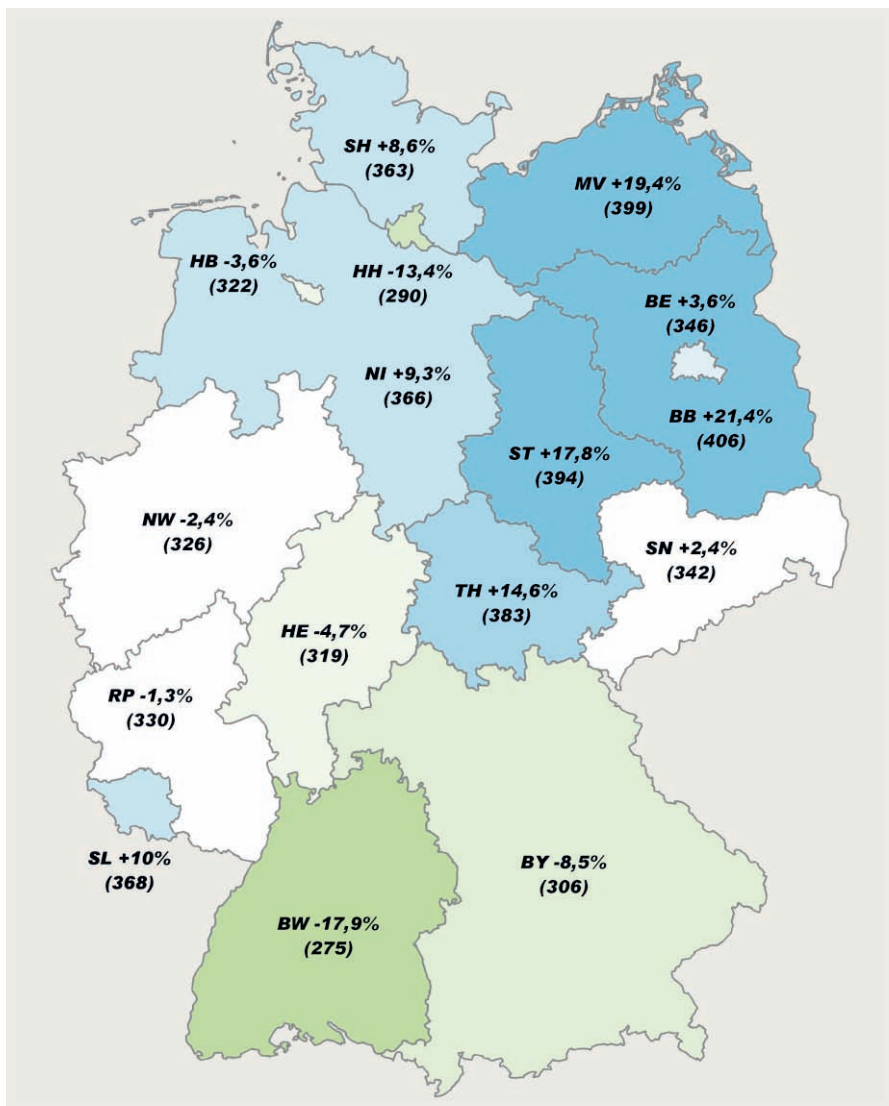 SH +8,6%
(363)
MV +19,4%
(399)
HB -3,6%
(322)
HH -13,4%
(290)
BE +3,6%
(346)
NI +9,3%
(366)
BB +21,4%
(406)
ST +17,8%
(394)
NW -2,4%
(326)
SN +2,4%
(342)
TH +14,6%
(383)
HE -4,7%
(319)
RP -1,3%
(330)
SL +10%
(368)
BY -8,5%
(306)
BW -17,9%
(275)